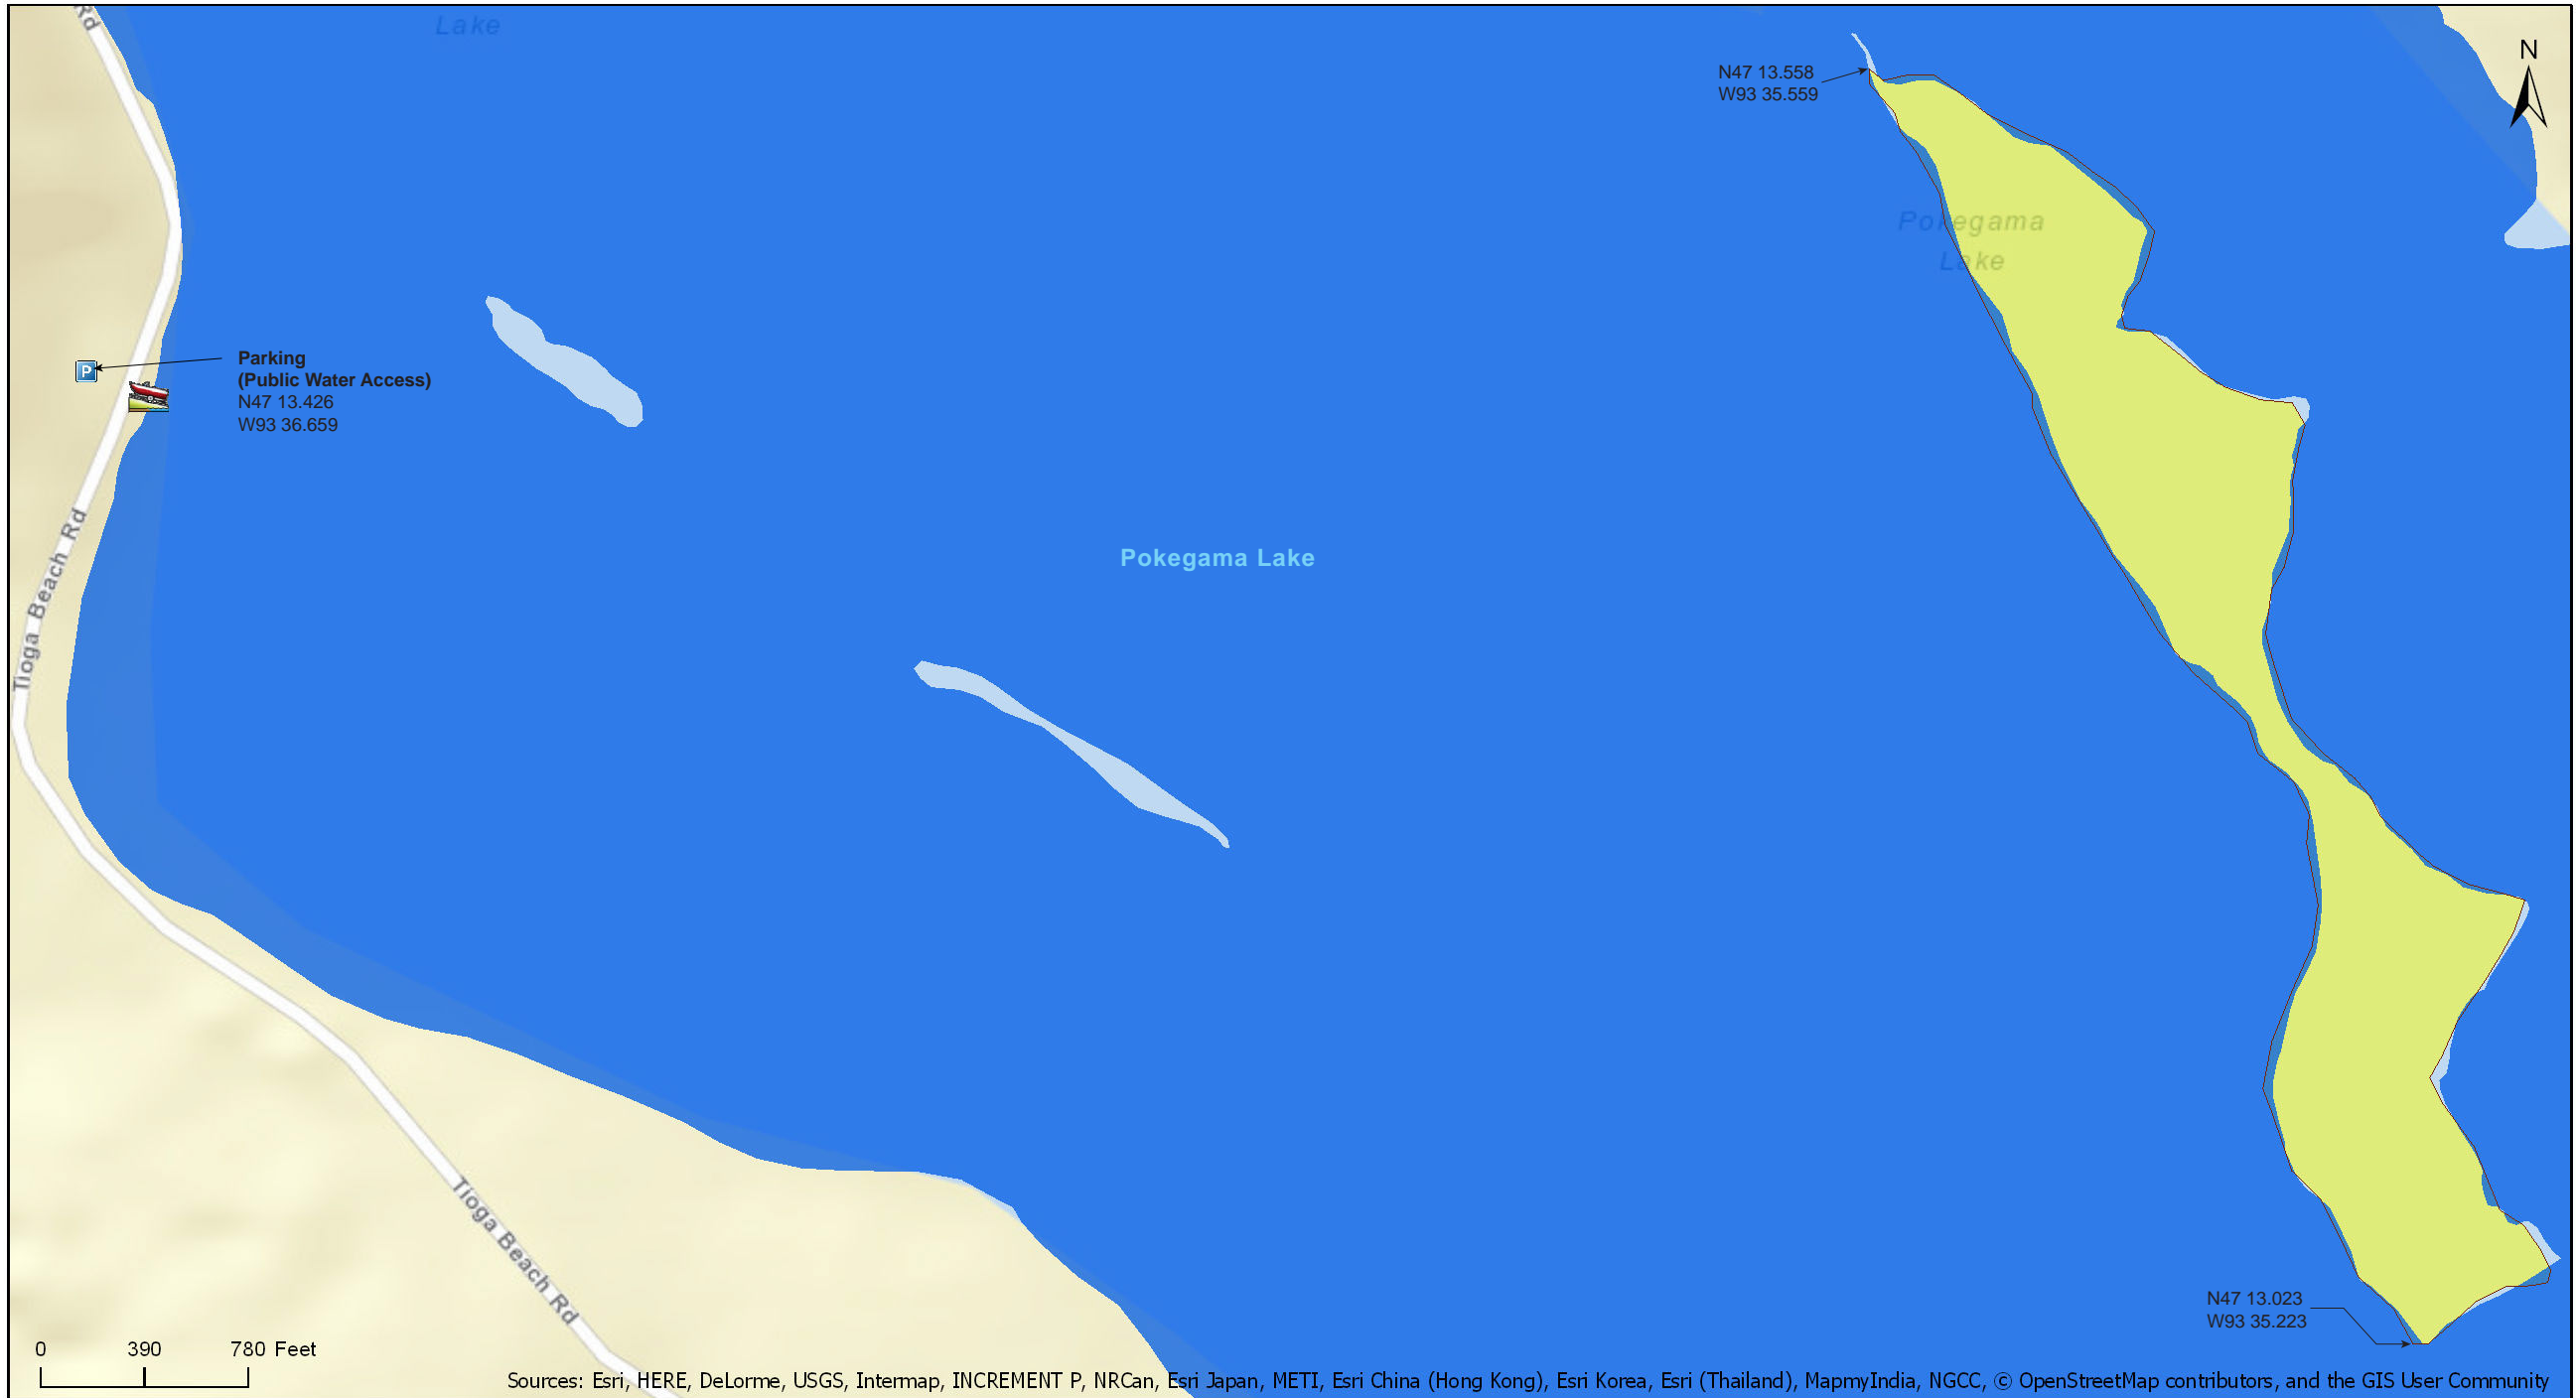 Rd
Lake
N
N47 13.558
W93 35.559
Pokegama
Lake
Parking
(Public Water Access)
N47 13.426
W93 36.659
P
Tioga Beach Rd
Pokegama Lake
Tioga Beach Rd
N47 13.023
W93 35.223
0 390 780 Feet
Sources: Esri, HERE, DeLorme, USGS, Intermap, INCREMENT P, NRCan, Esri Japan, METI, Esri China (Hong Kong), Esri Korea, Esri (Thailand), MapmyIndia, NGCC, © OpenStreetMap contributors, and the GIS User Community